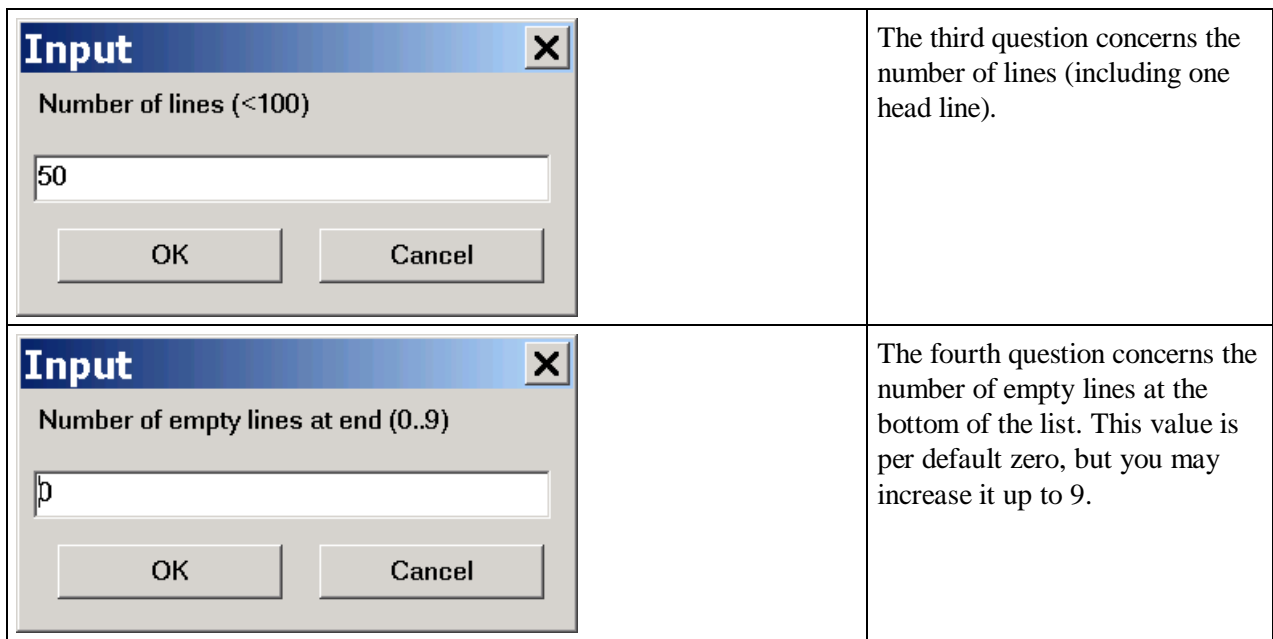 Input
Number of lines (<100)
50
OK Cancel
The third question concerns the
number of lines (including one
head line).
Input
Number of empty lines at end (0..9)
0
OK Cancel
The fourth question concerns the
number of empty lines at the
bottom of the list. This value is
per default zero, but you may
increase it up to 9.